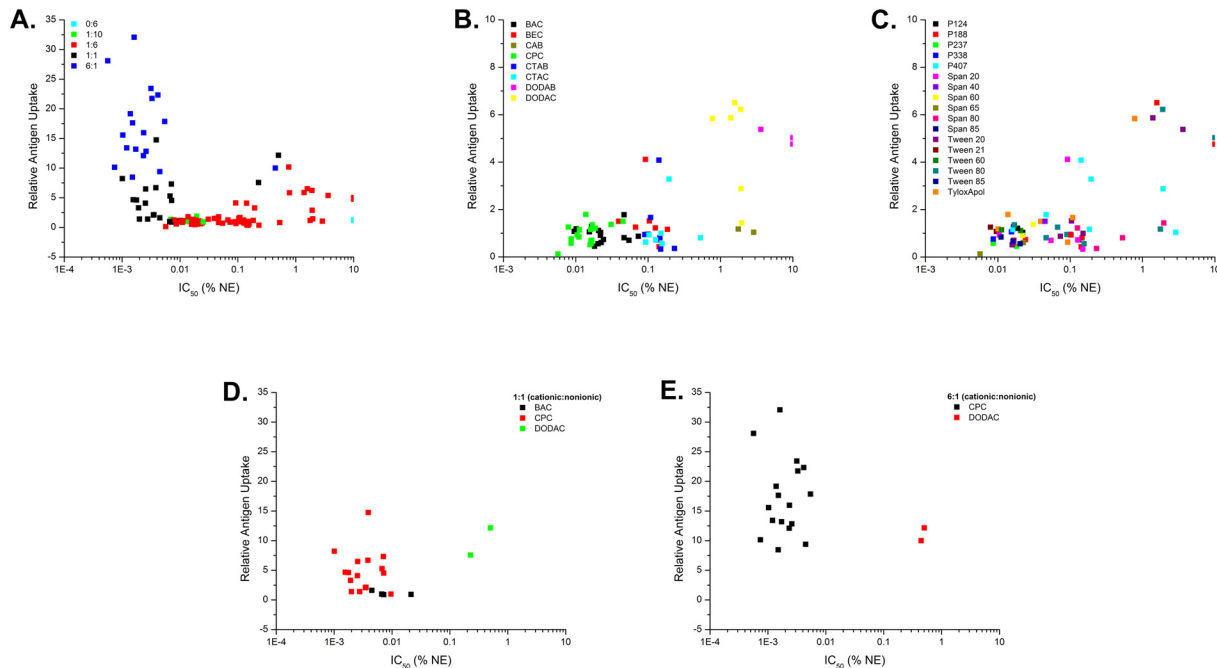 A.
0:6
1:10
1:6
1:1
6:1
Relative Antigen Uptake
35
30
25
20
15
10
5
0
-5
1E-4
1E-3
0.01
0.1
1
10
IC50 (% NE)
B.
BAC
BEC
CAB
CPC
CTAB
CTAC
DODAB
DODAC
Relative Antigen Uptake
10
8
6
4
2
0
1E-3
0.01
0.1
1
10
IC50 (% NE)
C.
P124
P188
P237
P338
P407
Span 20
Span 40
Span 60
Span 65
Span 80
Span 85
Tween 20
Tween 21
Tween 60
Tween 80
Tween 85
TyloxApol
Relative Antigen Uptake
10
8
6
4
2
0
1E-3
0.01
0.1
1
10
IC50 (% NE)
D.
1:1 (cationic:nonionic)
BAC
CPC
DODAC
Relative Antigen Uptake
35
30
25
20
15
10
5
0
-5
1E-4
1E-3
0.01
0.1
1
10
IC50 (% NE)
E.
6:1 (cationic:nonionic)
CPC
DODAC
Relative Antigen Uptake
35
30
25
20
15
10
5
0
-5
1E-4
1E-3
0.01
0.1
1
10
IC50 (% NE)